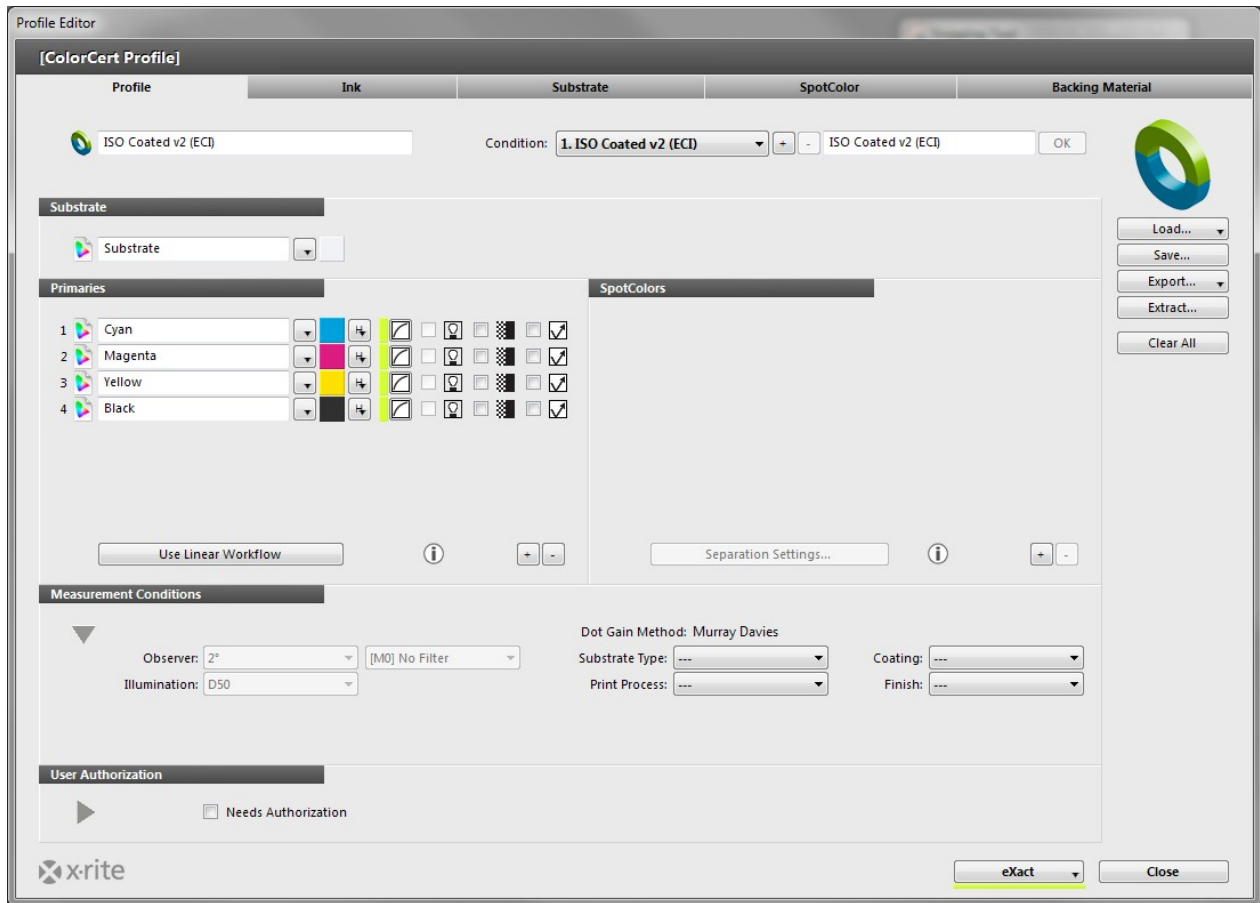 Profile Editor
[ColorCert Profile]
Profile Ink Substrate SpotColor Backing Material
ISO Coated v2 (ECI) Condition: 1. ISO Coated v2 (ECI) + - ISO Coated v2 (ECI) OK
Substrate
Substrate
Load...
Save...
Export...
Extract...
Clear All
Primaries SpotColors
1 Cyan
2 Magenta
3 Yellow
4 Black
Use Linear Workflow i + - Separation Settings... i + -
Measurement Conditions
Dot Gain Method: Murray Davies
Observer: 2° [M0] No Filter Substrate Type: --- Coating: ---
Illumination: D50 Print Process: --- Finish: ---
User Authorization
Needs Authorization
x·rite eXact Close